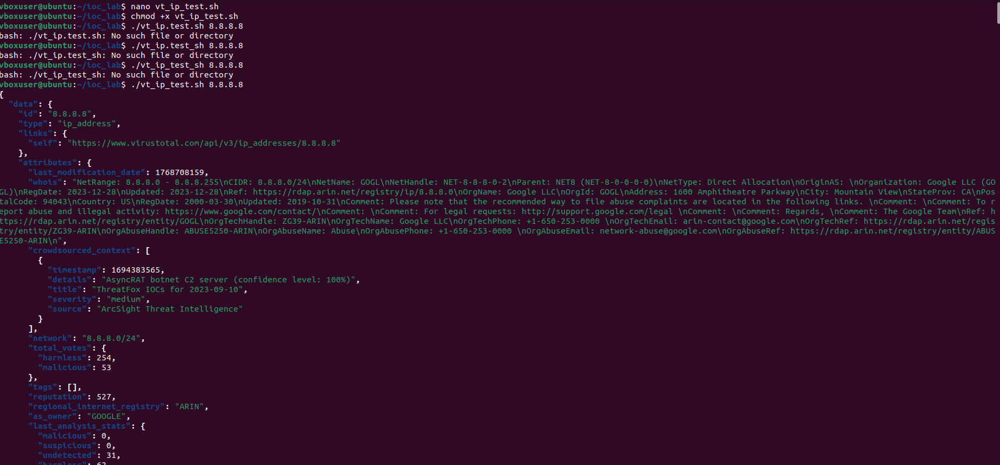 vboxuser@ubuntu:~/ioc_lab$ nano vt_ip_test.sh
vboxuser@ubuntu:~/ioc_lab$ chmod +x vt_ip_test.sh
vboxuser@ubuntu:~/ioc_lab$ ./vt_ip.test.sh 8.8.8.8
bash: ./vt_ip.test.sh: No such file or directory
vboxuser@ubuntu:~/ioc_lab$ ./vt_ip.test_sh 8.8.8.8
bash: ./vt_ip.test_sh: No such file or directory
vboxuser@ubuntu:~/ioc_lab$ ./vt_ip_test_sh 8.8.8.8
bash: ./vt_ip_test_sh: No such file or directory
vboxuser@ubuntu:~/ioc_lab$ ./vt_ip_test.sh 8.8.8.8
{
  "data": {
    "id": "8.8.8.8",
    "type": "ip_address",
    "links": {
      "self": "https://www.virustotal.com/api/v3/ip_addresses/8.8.8.8"
    },
    "attributes": {
      "last_modification_date": 1768708159,
      "whois": "NetRange: 8.8.8.0 - 8.8.8.255\nCIDR: 8.8.8.0/24\nNetName: GOGL\nNetHandle: NET-8-8-8-0-2\nParent: NET8 (NET-8-0-0-0-0)\nNetType: Direct Allocation\nOriginAS: \nOrganization: Google LLC (GO
GL)\nRegDate: 2023-12-28\nUpdated: 2023-12-28\nRef: https://rdap.arin.net/registry/ip/8.8.8.0\nOrgName: Google LLC\nOrgId: GOGL\nAddress: 1600 Amphitheatre Parkway\nCity: Mountain View\nStateProv: CA\nPos
talCode: 94043\nCountry: US\nRegDate: 2000-03-30\nUpdated: 2019-10-31\nComment: Please note that the recommended way to file abuse complaints are located in the following links. \nComment: \nComment: To r
eport abuse and illegal activity: https://www.google.com/contact/\nComment: \nComment: For legal requests: http://support.google.com/legal \nComment: \nComment: Regards, \nComment: The Google Team\nRef: h
ttps://rdap.arin.net/registry/entity/GOGL\nOrgTechHandle: ZG39-ARIN\nOrgTechName: Google LLC\nOrgTechPhone: +1-650-253-0000 \nOrgTechEmail: arin-contact@google.com\nOrgTechRef: https://rdap.arin.net/regis
try/entity/ZG39-ARIN\nOrgAbuseHandle: ABUSE5250-ARIN\nOrgAbuseName: Abuse\nOrgAbusePhone: +1-650-253-0000 \nOrgAbuseEmail: network-abuse@google.com\nOrgAbuseRef: https://rdap.arin.net/registry/entity/ABUS
E5250-ARIN\n",
      "crowdsourced_context": [
        {
          "timestamp": 1694383565,
          "details": "AsyncRAT botnet C2 server (confidence level: 100%)",
          "title": "ThreatFox IOCs for 2023-09-10",
          "severity": "medium",
          "source": "ArcSight Threat Intelligence"
        }
      ],
      "network": "8.8.8.0/24",
      "total_votes": {
        "harmless": 254,
        "malicious": 53
      },
      "tags": [],
      "reputation": 527,
      "regional_internet_registry": "ARIN",
      "as_owner": "GOOGLE",
      "last_analysis_stats": {
        "malicious": 0,
        "suspicious": 0,
        "undetected": 31,
        "harmless": 62